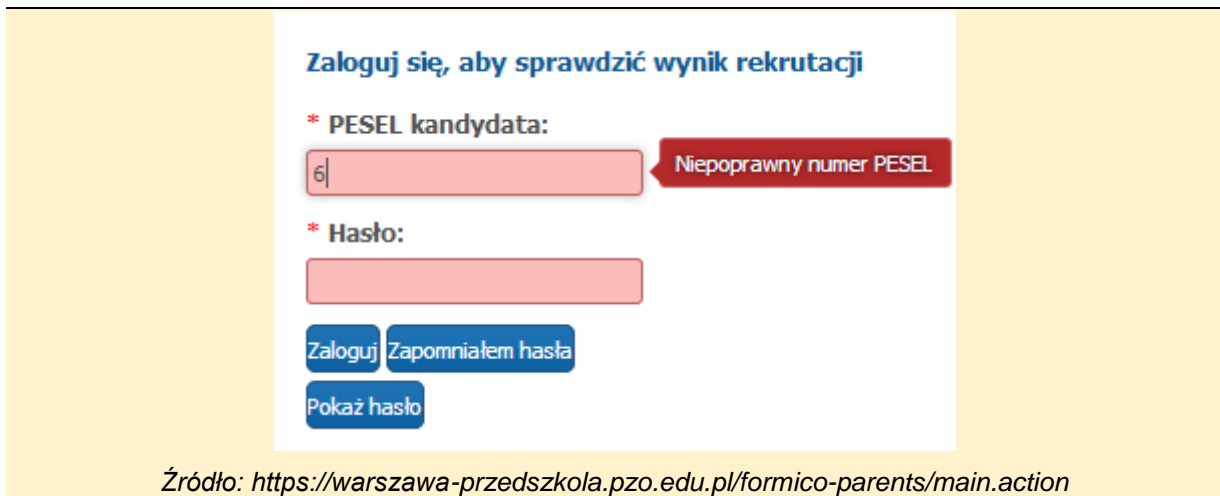 Zaloguj się, aby sprawdzić wynik rekrutacji
* PESEL kandydata:
6
Niepoprawny numer PESEL
* Hasło:
Zaloguj Zapomniałem hasła
Pokaż hasło
Źródło: https://warszawa-przedszkola.pzo.edu.pl/formico-parents/main.action